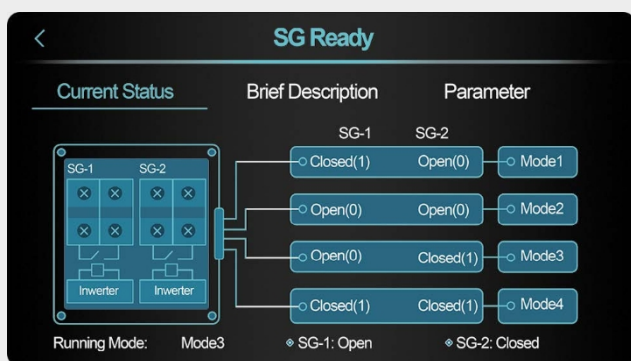 SG Ready
Current Status Brief Description Parameter
SG-1 SG-2
SG-1 SG-2
Closed(1) Open(0) Mode1
Open(0) Open(0) Mode2
Open(0) Closed(1) Mode3
Inwerter Inwerter
Closed(1) Closed(1) Mode4
Running Mode: Mode3 SG-1: Open SG-2: Closed